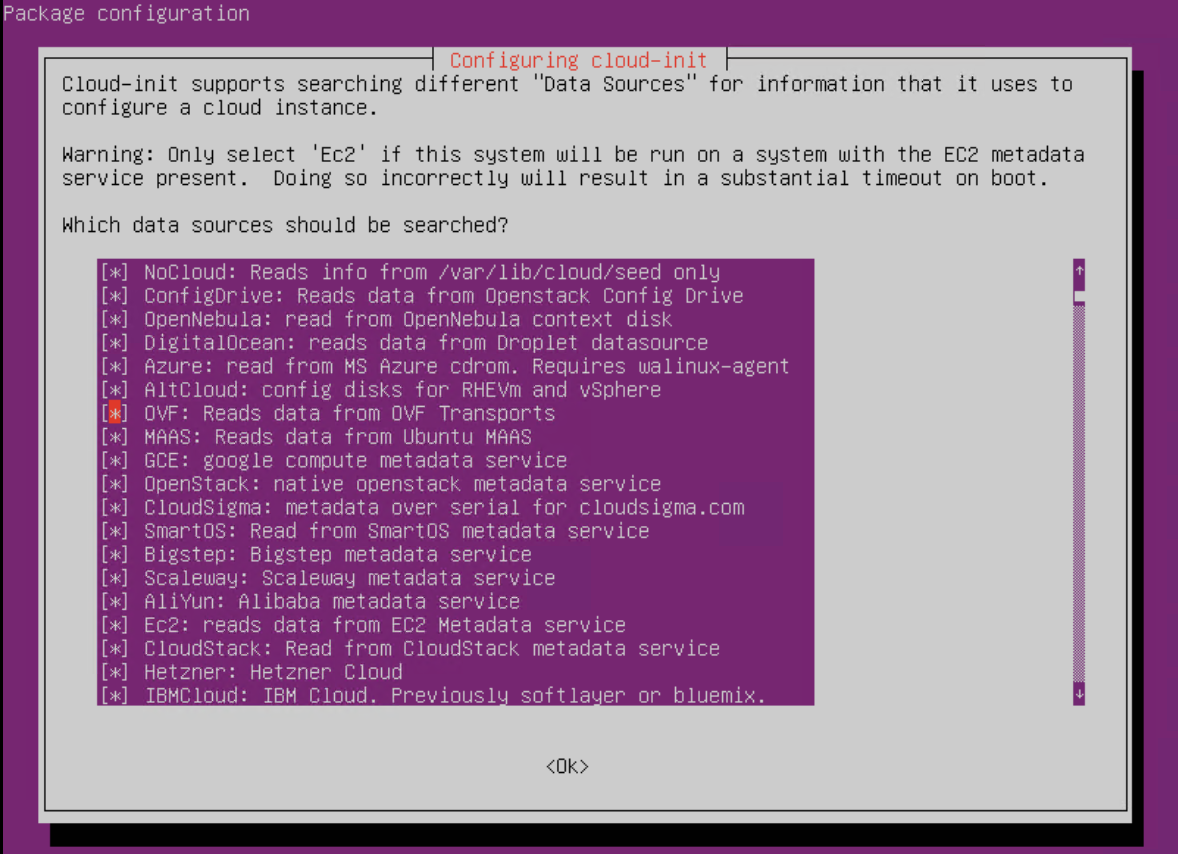 Package configuration
Configuring cloud-init
Cloud-init supports searching different "Data Sources" for information that it uses to
configure a cloud instance.
Warning: Only select 'Ec2' if this system will be run on a system with the EC2 metadata
service present.  Doing so incorrectly will result in a substantial timeout on boot.
Which data sources should be searched?
[*] NoCloud: Reads info from /var/lib/cloud/seed only
[*] ConfigDrive: Reads data from Openstack Config Drive
[*] OpenNebula: read from OpenNebula context disk
[*] DigitalOcean: reads data from Droplet datasource
[*] Azure: read from MS Azure cdrom. Requires walinux-agent
[*] AltCloud: config disks for RHEVm and vSphere
[*] OVF: Reads data from OVF Transports
[*] MAAS: Reads data from Ubuntu MAAS
[*] GCE: google compute metadata service
[*] OpenStack: native openstack metadata service
[*] CloudSigma: metadata over serial for cloudsigma.com
[*] SmartOS: Read from SmartOS metadata service
[*] Bigstep: Bigstep metadata service
[*] Scaleway: Scaleway metadata service
[*] AliYun: Alibaba metadata service
[*] Ec2: reads data from EC2 Metadata service
[*] CloudStack: Read from CloudStack metadata service
[*] Hetzner: Hetzner Cloud
[*] IBMCloud: IBM Cloud. Previously softlayer or bluemix.
<Ok>